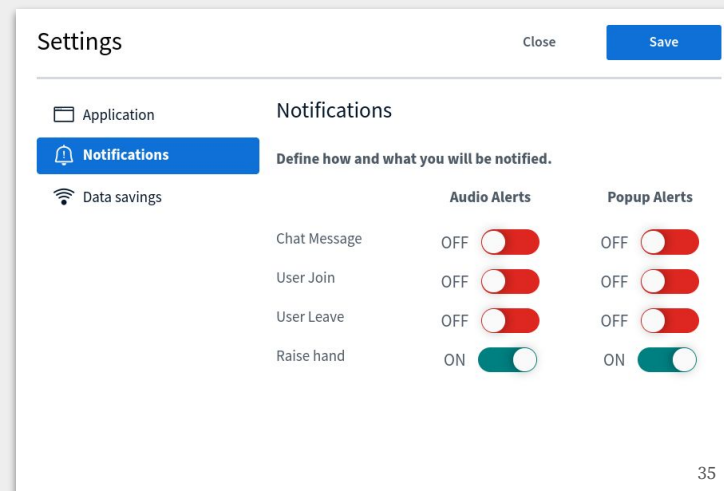 Settings
Close
Save
Application
Notifications
Data savings
Notifications
Define how and what you will be notified.
Audio Alerts Popup Alerts
Chat Message OFF OFF
User Join OFF OFF
User Leave OFF OFF
Raise hand ON ON
35